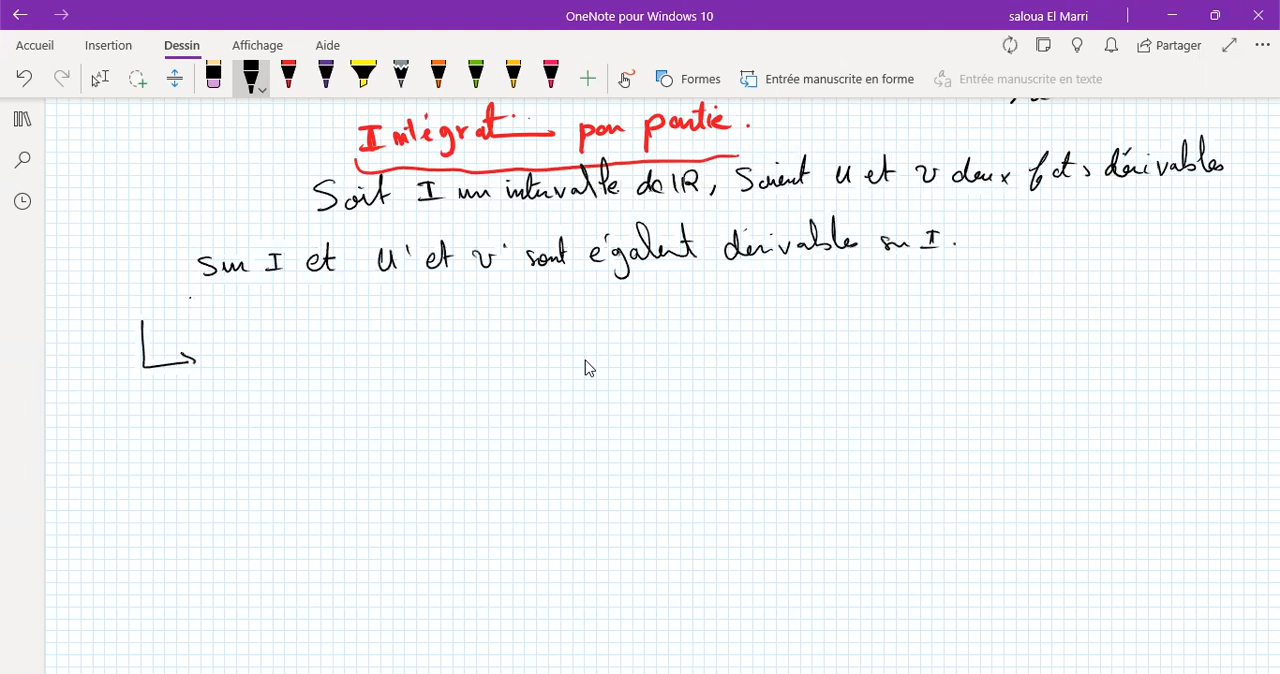 OneNote pour Windows 10
saloua El Marri
Accueil Insertion Dessin Affichage Aide
Partager
Formes Entrée manuscrite en forme Entrée manuscrite en texte
Intégrat→ par partie.
Soit I un intervalle de IR, Soient u et v deux fcts dérivables
sur I et u' et v' sont égalent dérivable sur I.